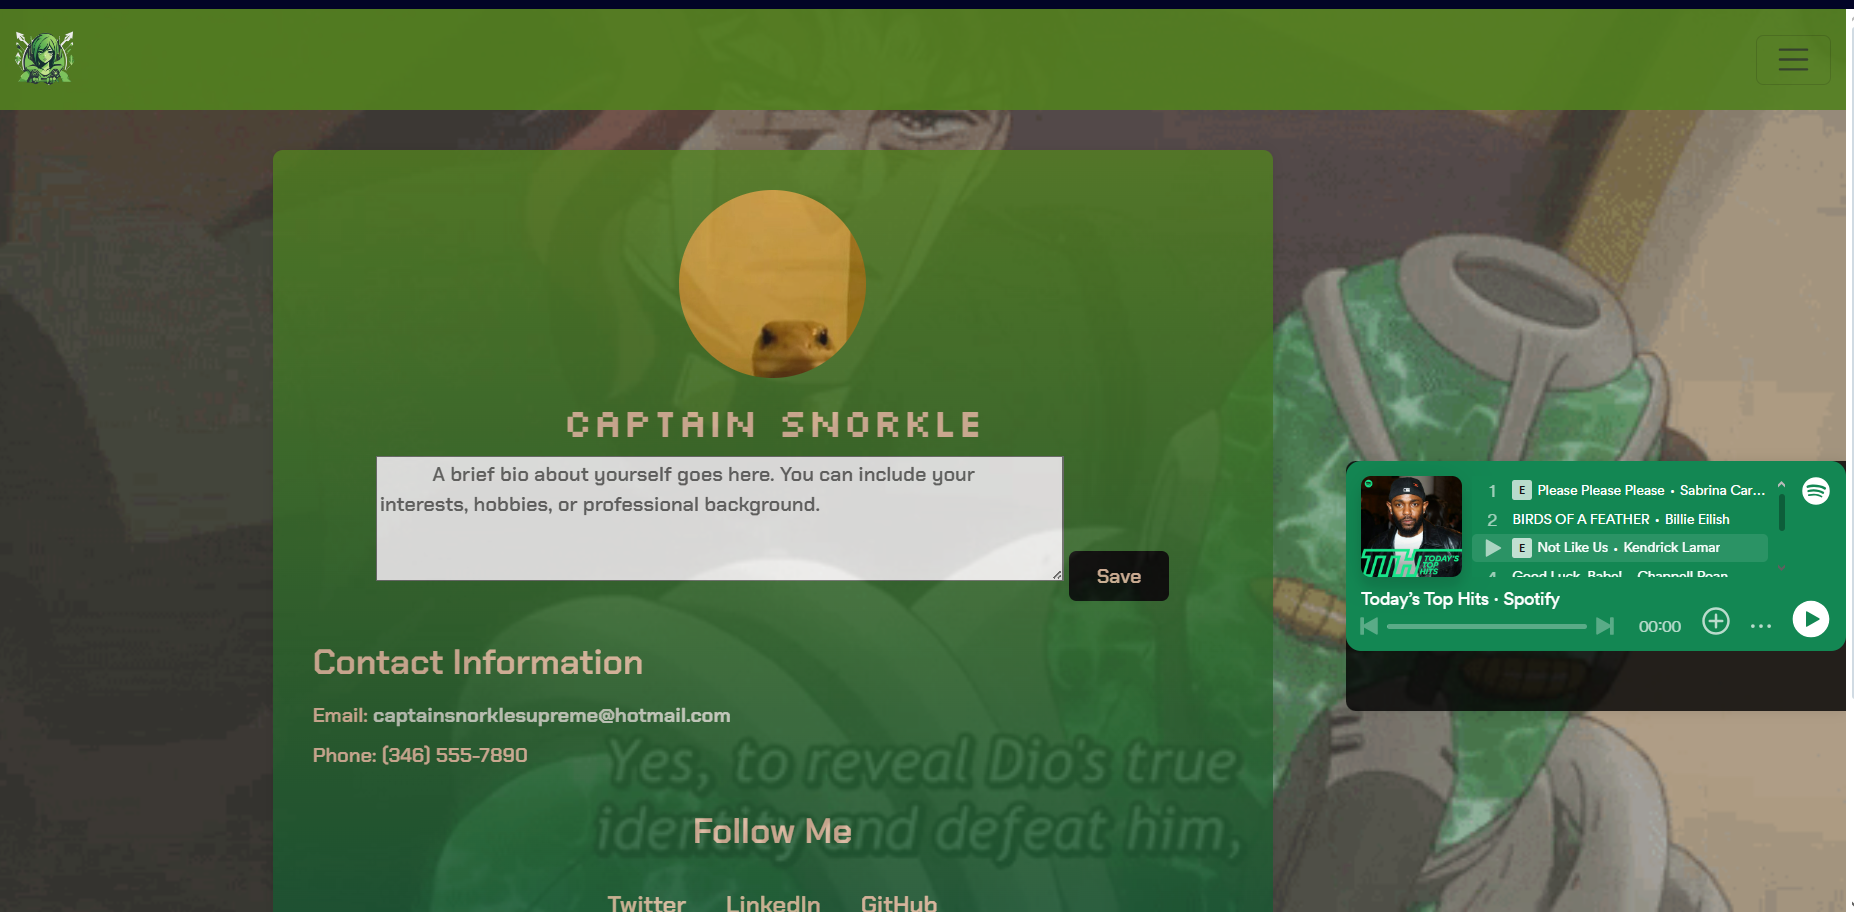 CAPTAIN SNORKLE
A brief bio about yourself goes here. You can include your
interests, hobbies, or professional background.
Save
Contact Information
Email: captainsnorklesupreme@hotmail.com
Phone: (346) 555-7890
Yes, to reveal Dio's true
identity and defeat him,
Follow Me
Twitter LinkedIn GitHub
1 E Please Please Please • Sabrina Car...
2 BIRDS OF A FEATHER • Billie Eilish
E Not Like Us • Kendrick Lamar
4 Good Luck, Babe! Chappell Roan
TTH TODAY'S
TOP
HITS
Today's Top Hits · Spotify
00:00